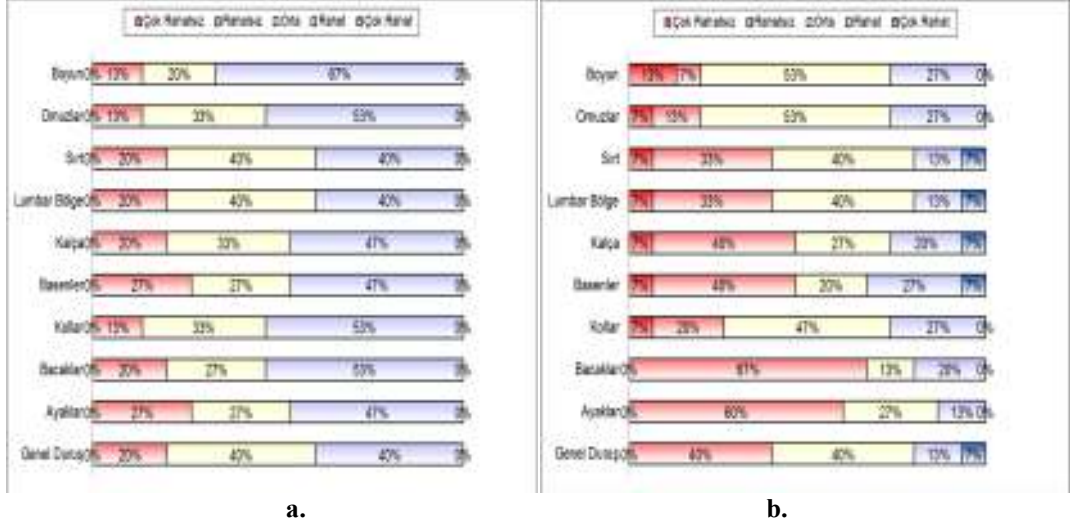 Çok Rahatsız Rahatsız Orta Rahat Çok Rahat
Boyun 0% 13% 20% 67% 0%
Omuzlar 0% 13% 33% 53% 0%
Sırt 0% 20% 40% 40% 0%
Lumbar Bölge 0% 20% 40% 40% 0%
Kalça 0% 20% 33% 47% 0%
Basenler 0% 27% 27% 47% 0%
Kollar 0% 13% 33% 53% 0%
Bacaklar 0% 20% 27% 53% 0%
Ayaklar 0% 27% 27% 47% 0%
Genel Duruş 0% 20% 40% 40% 0%
a.
Çok Rahatsız Rahatsız Orta Rahat Çok Rahat
Boyun 13% 7% 53% 27% 0%
Omuzlar 7% 13% 53% 27% 0%
Sırt 7% 33% 40% 13% 7%
Lumbar Bölge 7% 33% 40% 13% 7%
Kalça 7% 40% 27% 20% 7%
Basenler 7% 40% 20% 27% 7%
Kollar 7% 20% 47% 27% 0%
Bacaklar 0% 67% 13% 20% 0%
Ayaklar 0% 60% 27% 13% 0%
Genel Duruş 0% 40% 40% 13% 7%
b.